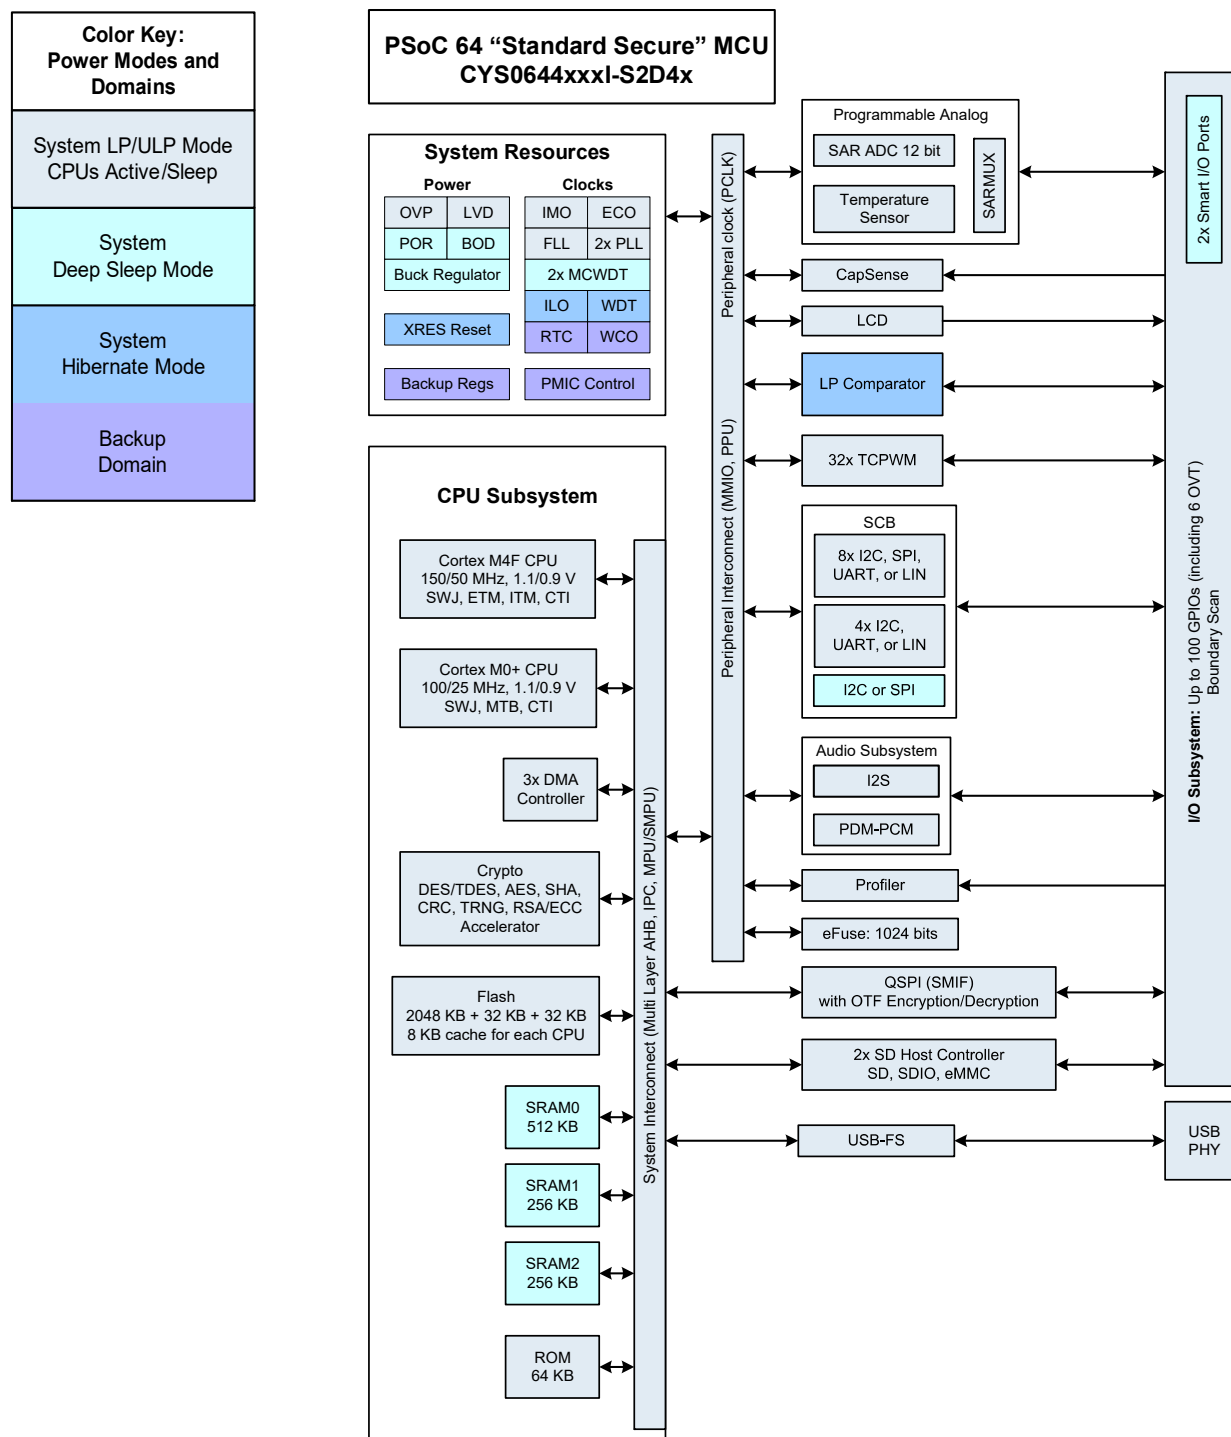 Color Key:
Power Modes and
Domains
System LP/ULP Mode
CPUs Active/Sleep
System
Deep Sleep Mode
System
Hibernate Mode
Backup
Domain
PSoC 64 “Standard Secure” MCU
CYS0644xxxI-S2D4x
System Resources
Power
OVP LVD
POR BOD
Buck Regulator
XRES Reset
Backup Regs
Clocks
IMO ECO
FLL 2x PLL
2x MCWDT
ILO WDT
RTC WCO
PMIC Control
CPU Subsystem
Cortex M4F CPU
150/50 MHz, 1.1/0.9 V
SWJ, ETM, ITM, CTI
Cortex M0+ CPU
100/25 MHz, 1.1/0.9 V
SWJ, MTB, CTI
3x DMA
Controller
Crypto
DES/TDES, AES, SHA,
CRC, TRNG, RSA/ECC
Accelerator
Flash
2048 KB + 32 KB + 32 KB
8 KB cache for each CPU
SRAM0
512 KB
SRAM1
256 KB
SRAM2
256 KB
ROM
64 KB
System Interconnect (Multi Layer AHB, IPC, MPU/SMPU)
Peripheral Interconnect (MMIO, PPU)
Peripheral clock (PCLK)
Programmable Analog
SAR ADC 12 bit
Temperature
Sensor
SARMUX
CapSense
LCD
LP Comparator
32x TCPWM
SCB
8x I2C, SPI,
UART, or LIN
4x I2C,
UART, or LIN
I2C or SPI
Audio Subsystem
I2S
PDM-PCM
Profiler
eFuse: 1024 bits
QSPI (SMIF)
with OTF Encryption/Decryption
2x SD Host Controller
SD, SDIO, eMMC
USB-FS
2x Smart I/O Ports
I/O Subsystem: Up to 100 GPIOs (including 6 OVT)
Boundary Scan
USB
PHY